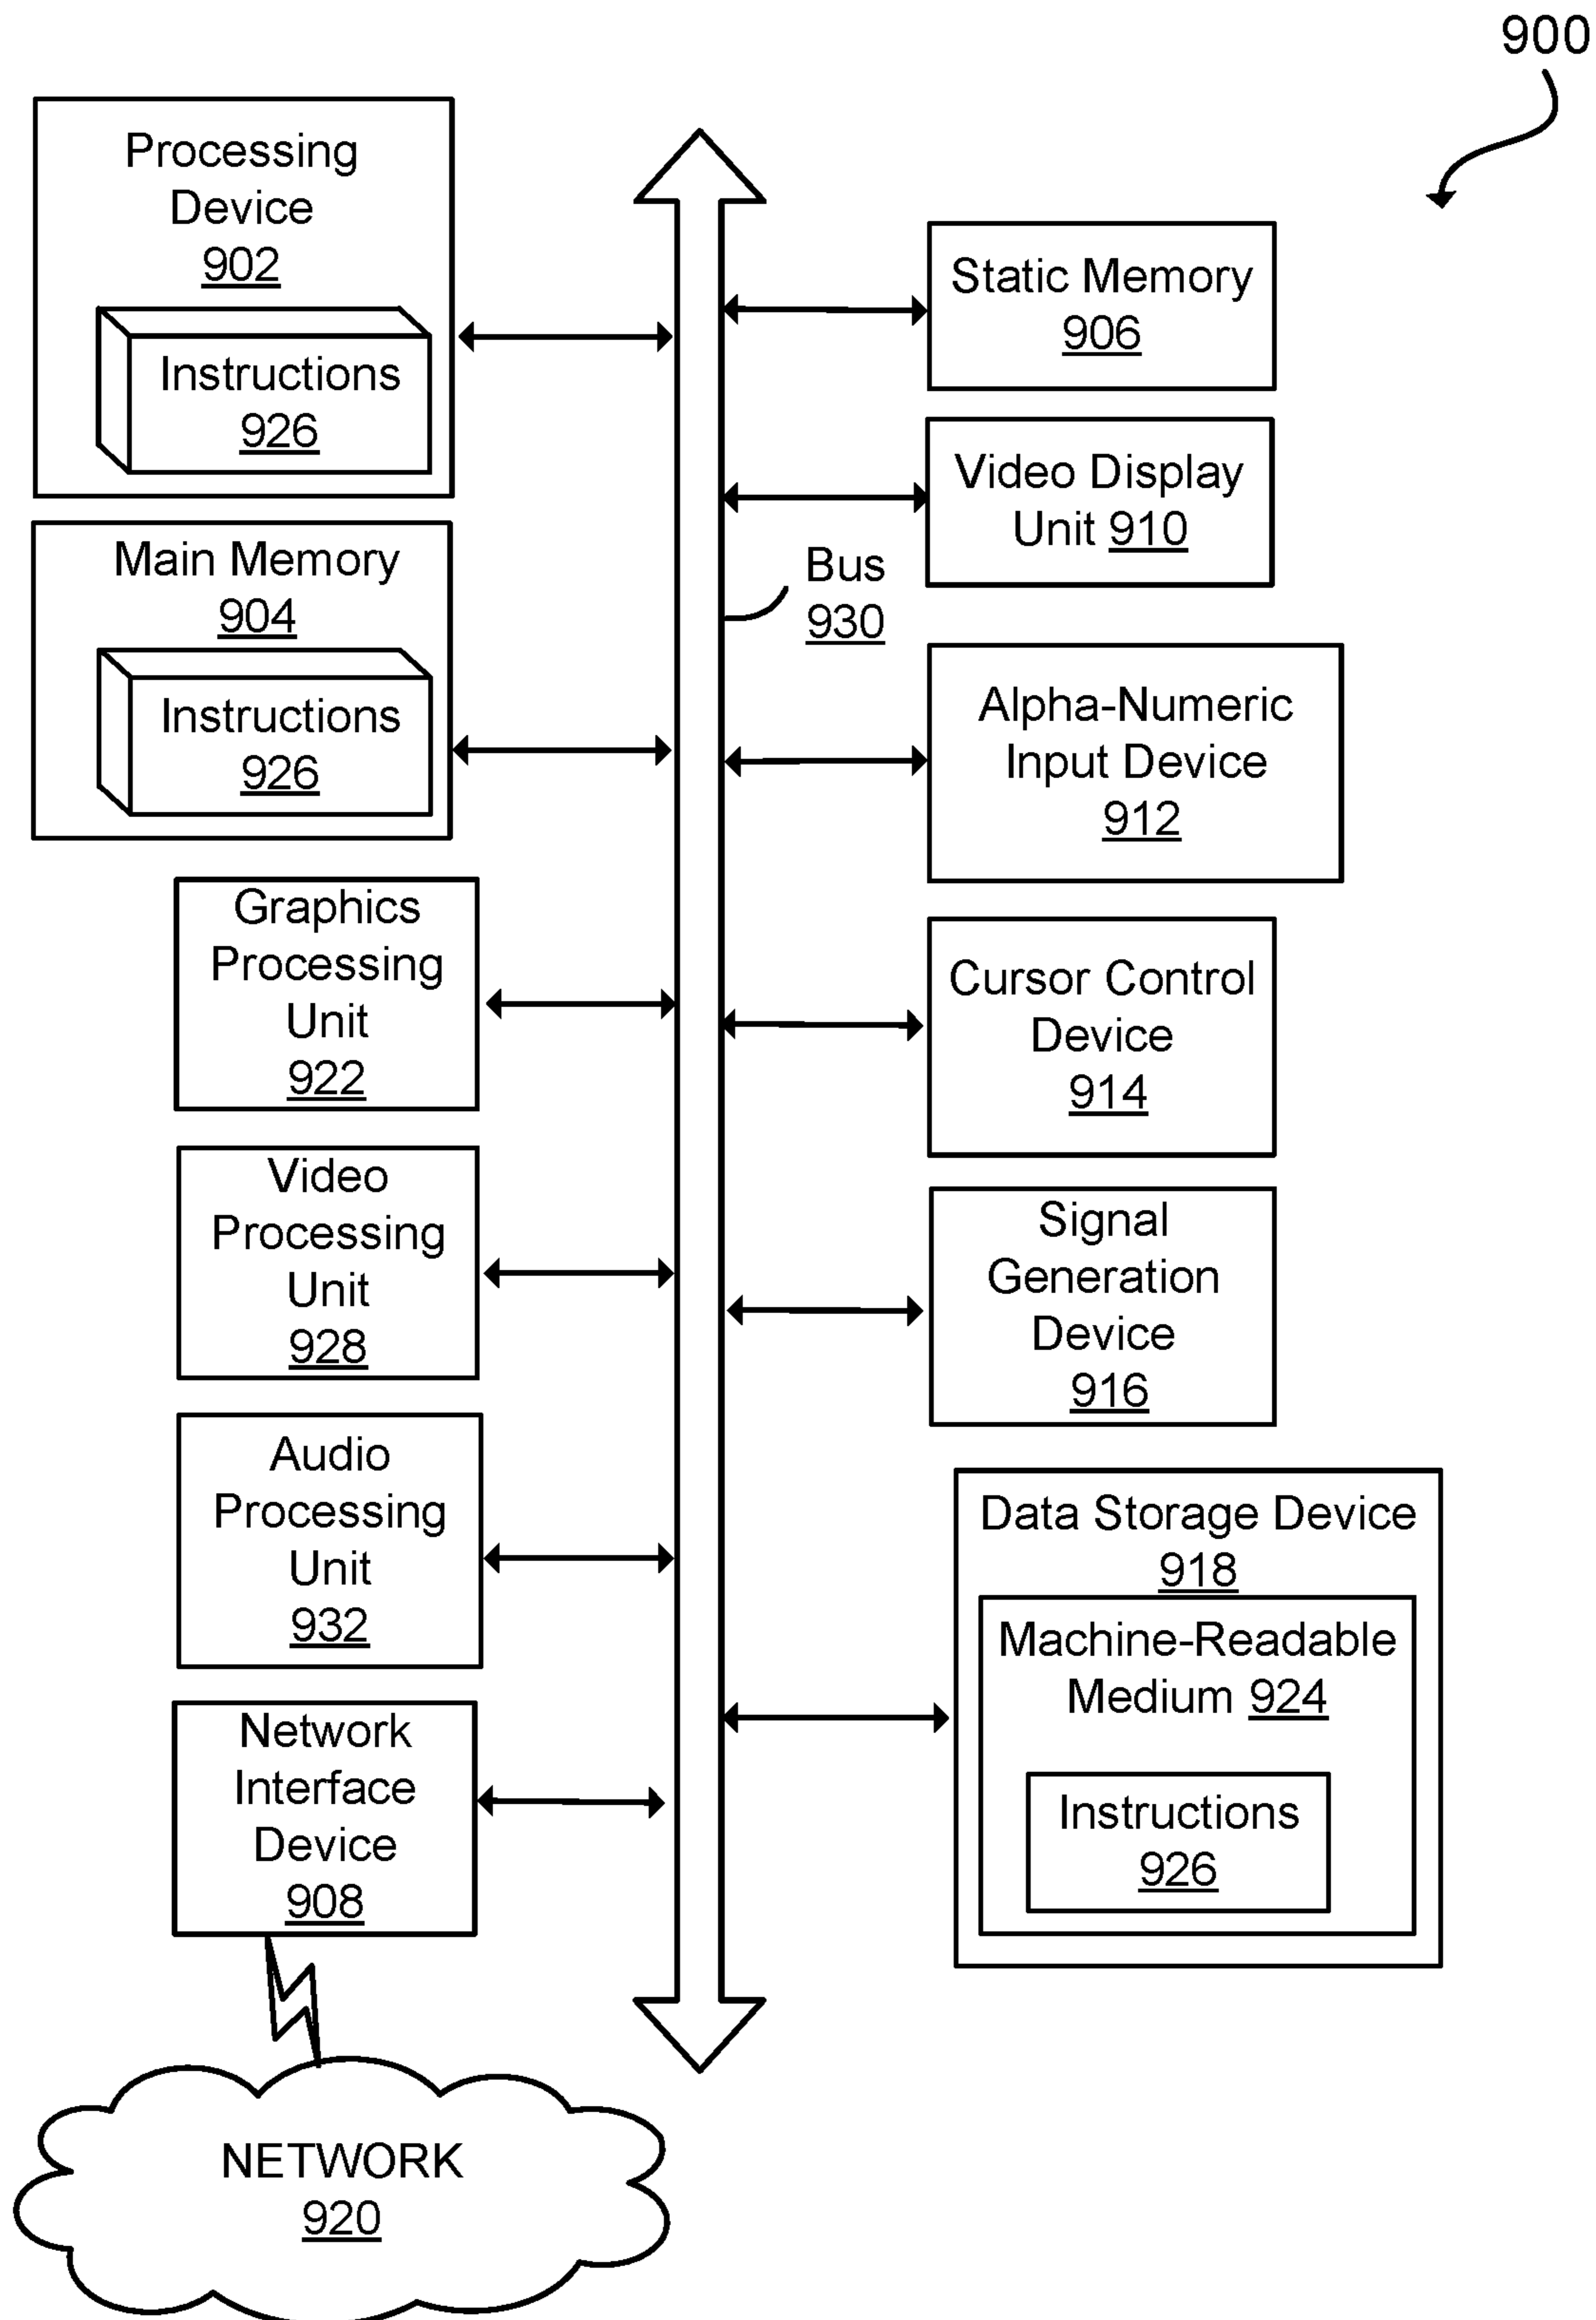 900
Processing
Device
902
Instructions
926
Main Memory
904
Instructions
926
Graphics
Processing
Unit
922
Video
Processing
Unit
928
Audio
Processing
Unit
932
Network
Interface
Device
908
NETWORK
920
Bus
930
Static Memory
906
Video Display
Unit 910
Alpha-Numeric
Input Device
912
Cursor Control
Device
914
Signal
Generation
Device
916
Data Storage Device
918
Machine-Readable
Medium 924
Instructions
926